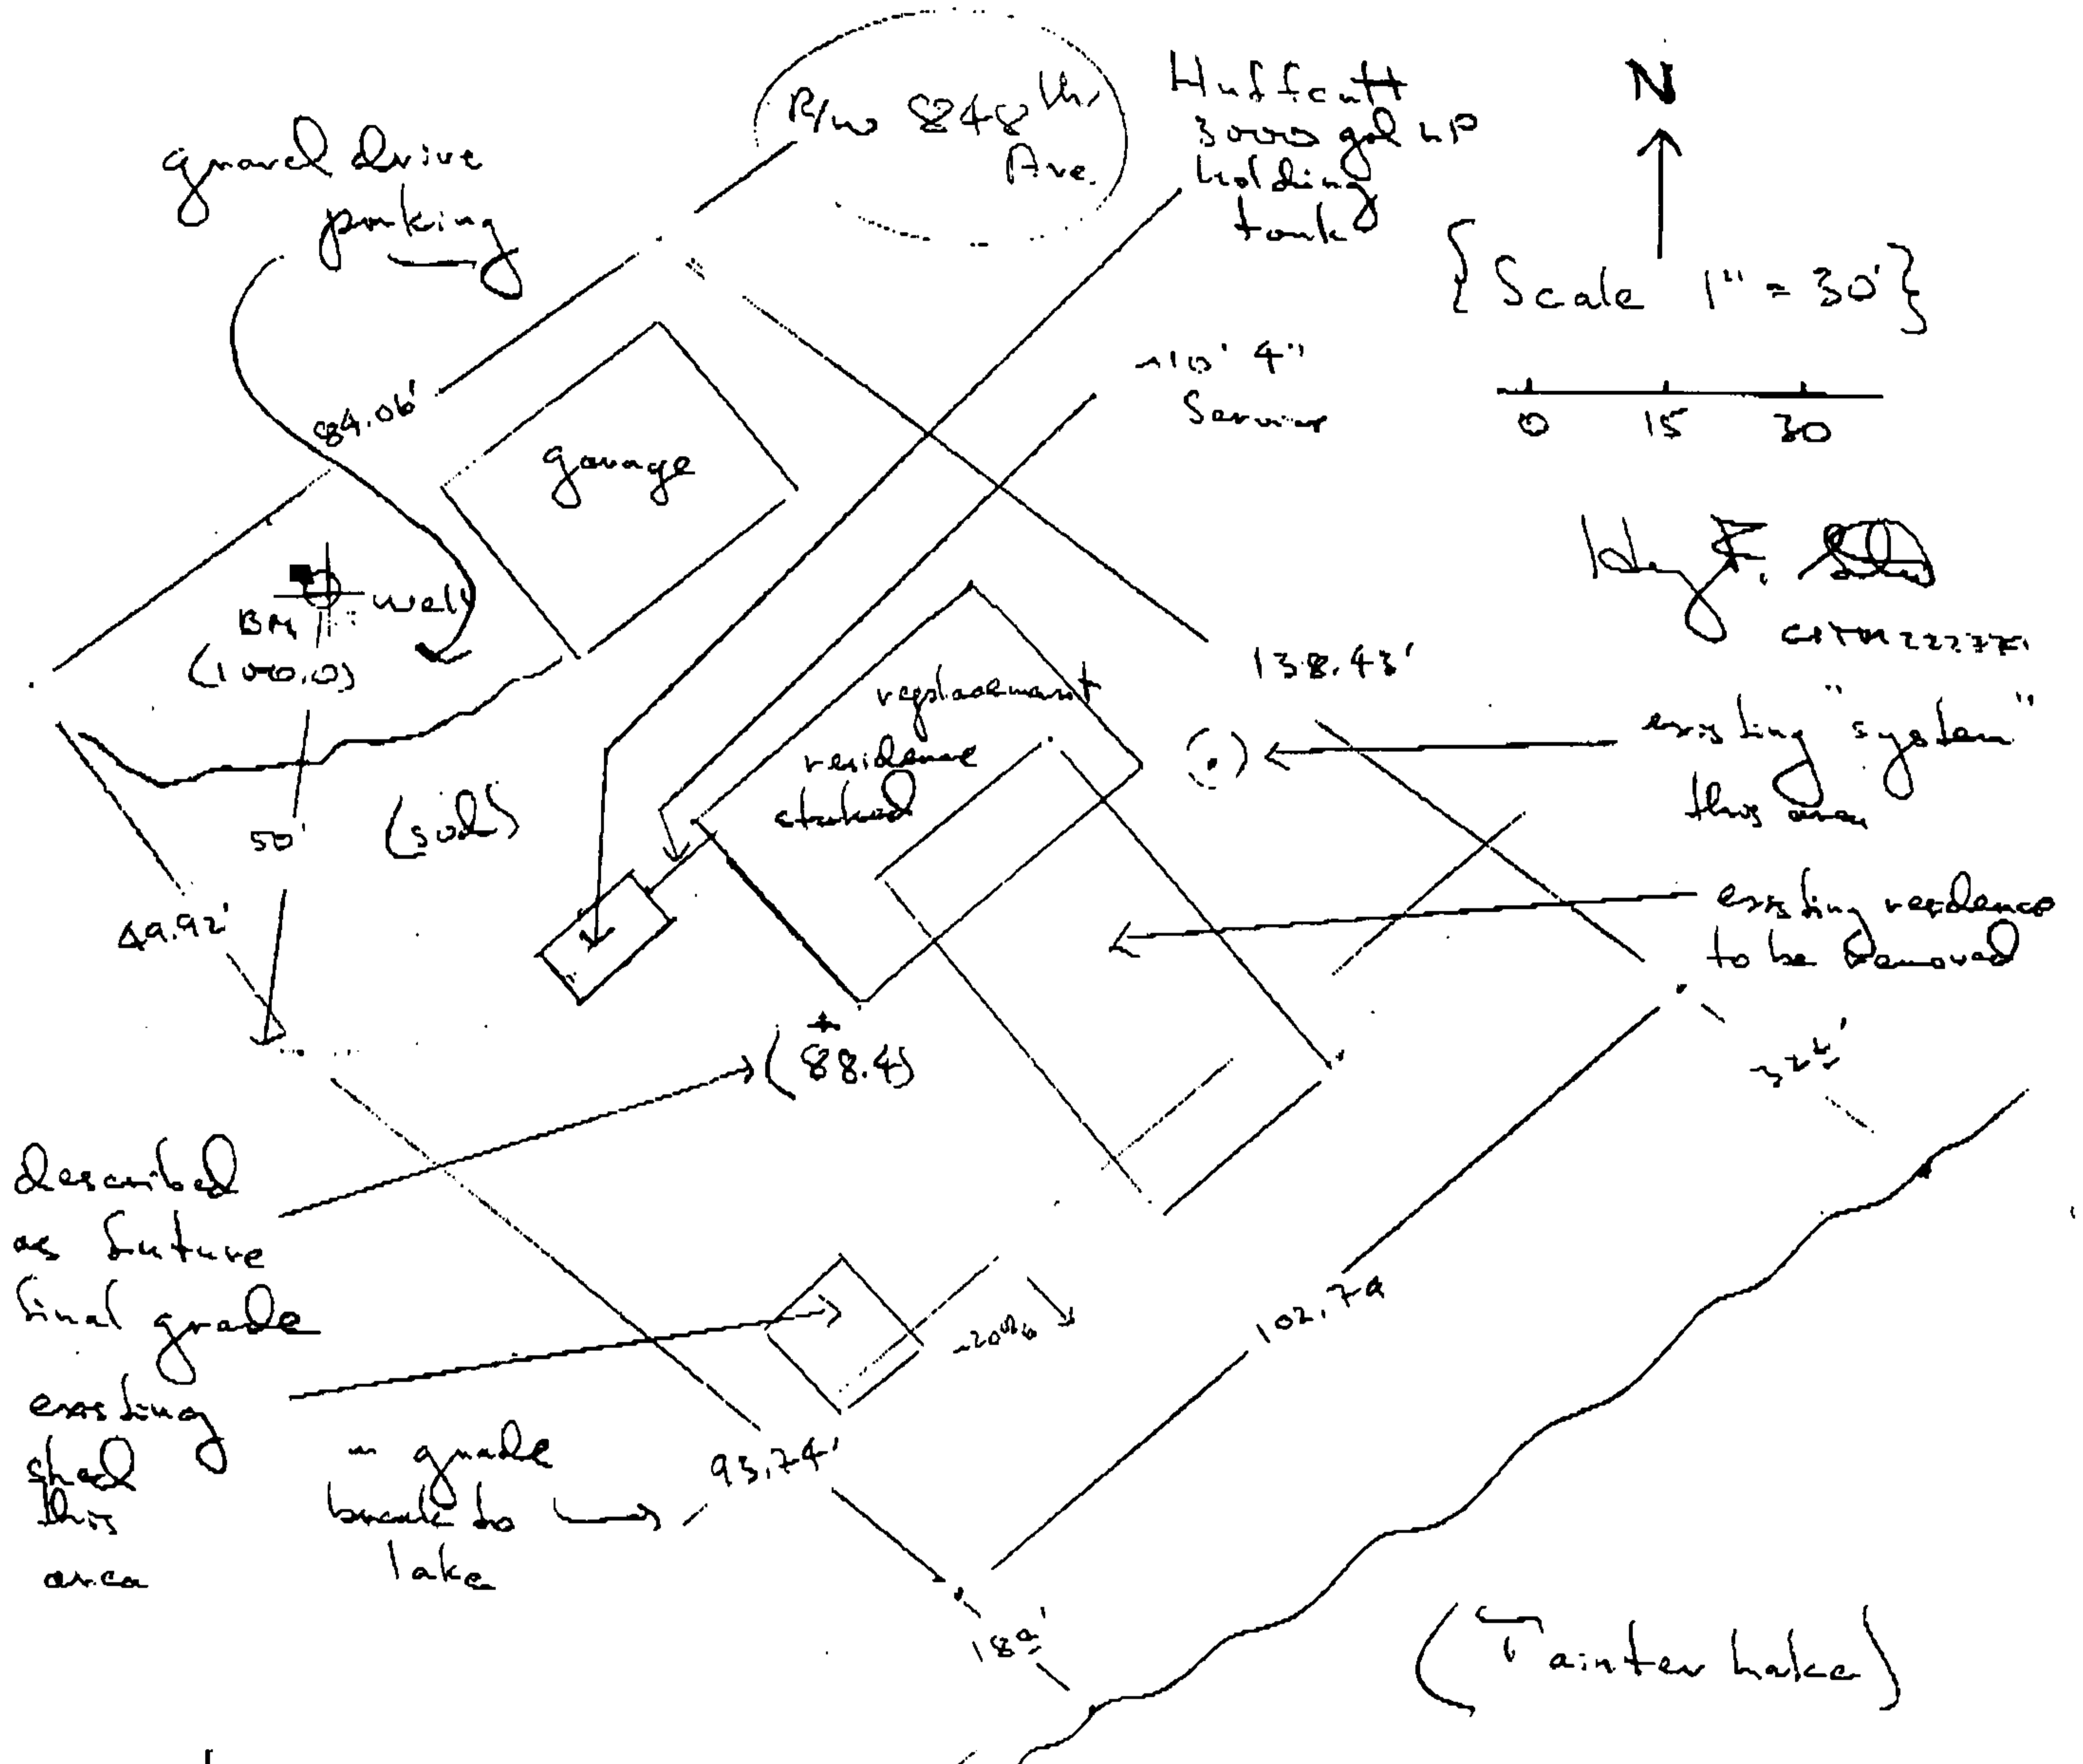 R/W 848th
Ave.
Huffcutt
3000 gal LP
holding
tank
N
gravel drive
parking
{Scale 1" = 30'}
~10' 4"
0 15 30
84.06'
garage
well
BM
(100.0)
138.43'
replacement
residence
staked
existing "system"
this area
(sod)
50'
existing residence
to be removed
49.92'
(88.4)
described
as future
final grade
~20%
102.79
existing
shed
this
area
~ grade
break to
lake
93.74'
(Tainter Lake)